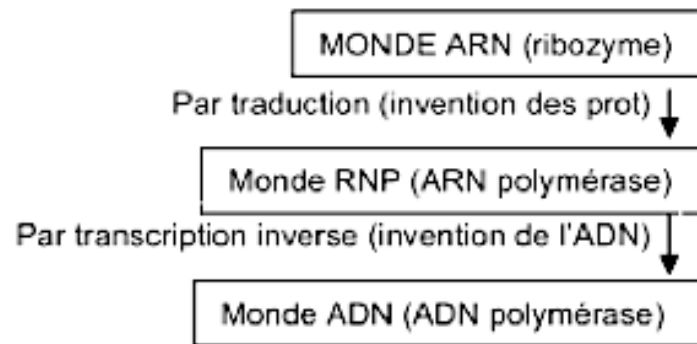 MONDE ARN (ribozyme)
Par traduction (invention des prot)
Monde RNP (ARN polymérase)
Par transcription inverse (invention de l'ADN)
Monde ADN (ADN polymérase)